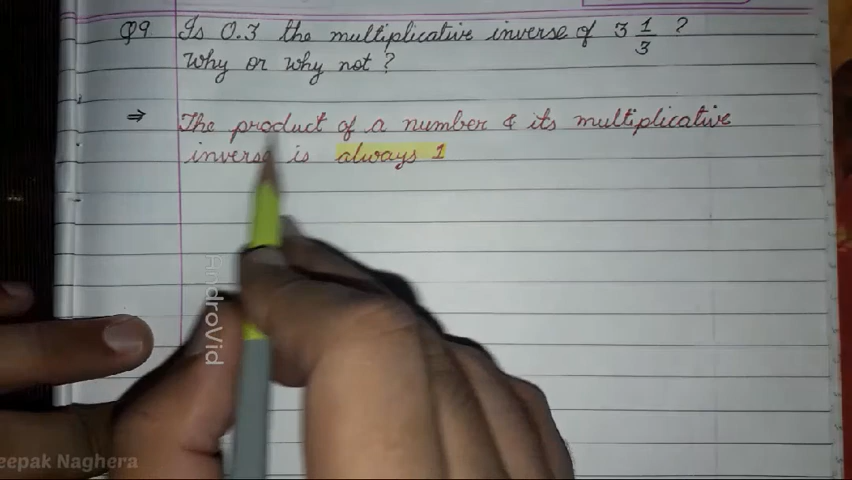 Q9 Is 0.3 the multiplicative inverse of 3 1/3 ?
Why or why not ?
⇒ The product of a number & its multiplicative
inverse is always 1
AndroVid
eepak Naghera